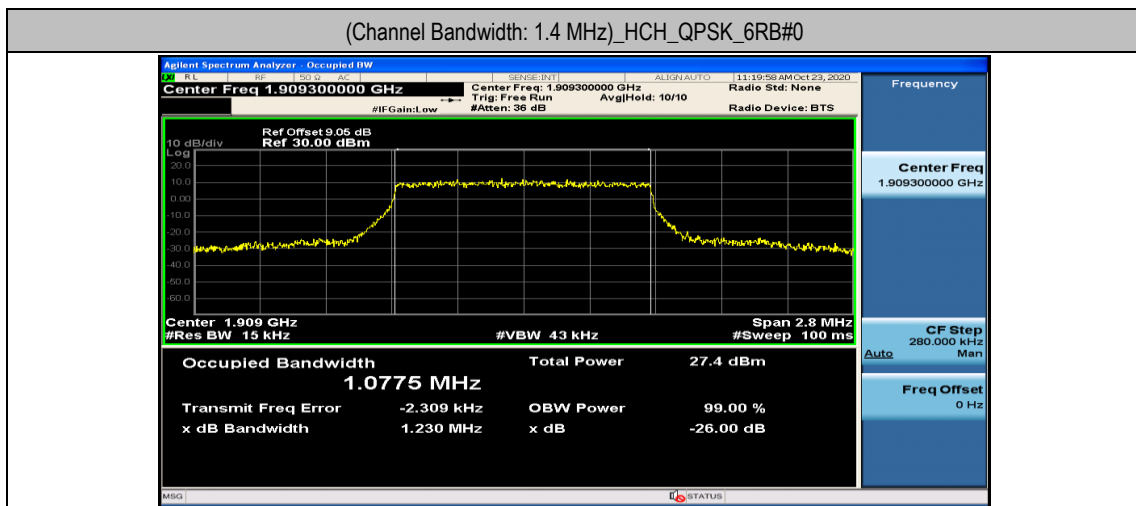 (Channel Bandwidth: 1.4 MHz)_HCH_QPSK_6RB#0
Agilent Spectrum Analyzer - Occupied BW
LXI RL RF 50 Ω AC SENSE:INT ALIGN AUTO 11:19:58 AM Oct 23, 2020
Center Freq 1.909300000 GHz Center Freq: 1.909300000 GHz Radio Std: None Frequency
Trig: Free Run Avg|Hold: 10/10
#IFGain:Low #Atten: 36 dB Radio Device: BTS
Ref Offset 9.05 dB
10 dB/div Ref 30.00 dBm
Log
20.0
10.0
0.00
-10.0
-20.0
-30.0
-40.0
-50.0
-60.0
Center 1.909 GHz Span 2.8 MHz
#Res BW 15 kHz #VBW 43 kHz #Sweep 100 ms
Occupied Bandwidth Total Power 27.4 dBm
1.0775 MHz
Transmit Freq Error -2.309 kHz OBW Power 99.00 %
x dB Bandwidth 1.230 MHz x dB -26.00 dB
Center Freq
1.909300000 GHz
CF Step
280.000 kHz
Auto Man
Freq Offset
0 Hz
MSG STATUS